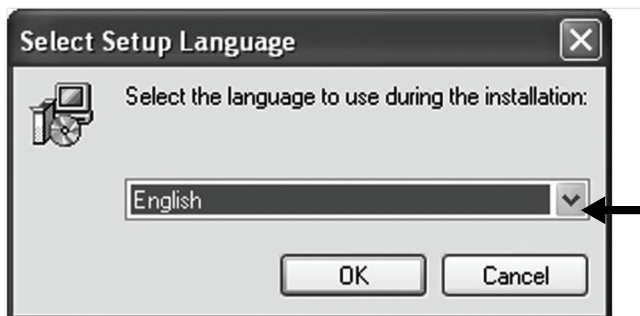 Select Setup Language
Select the language to use during the installation:
English
OK
Cancel